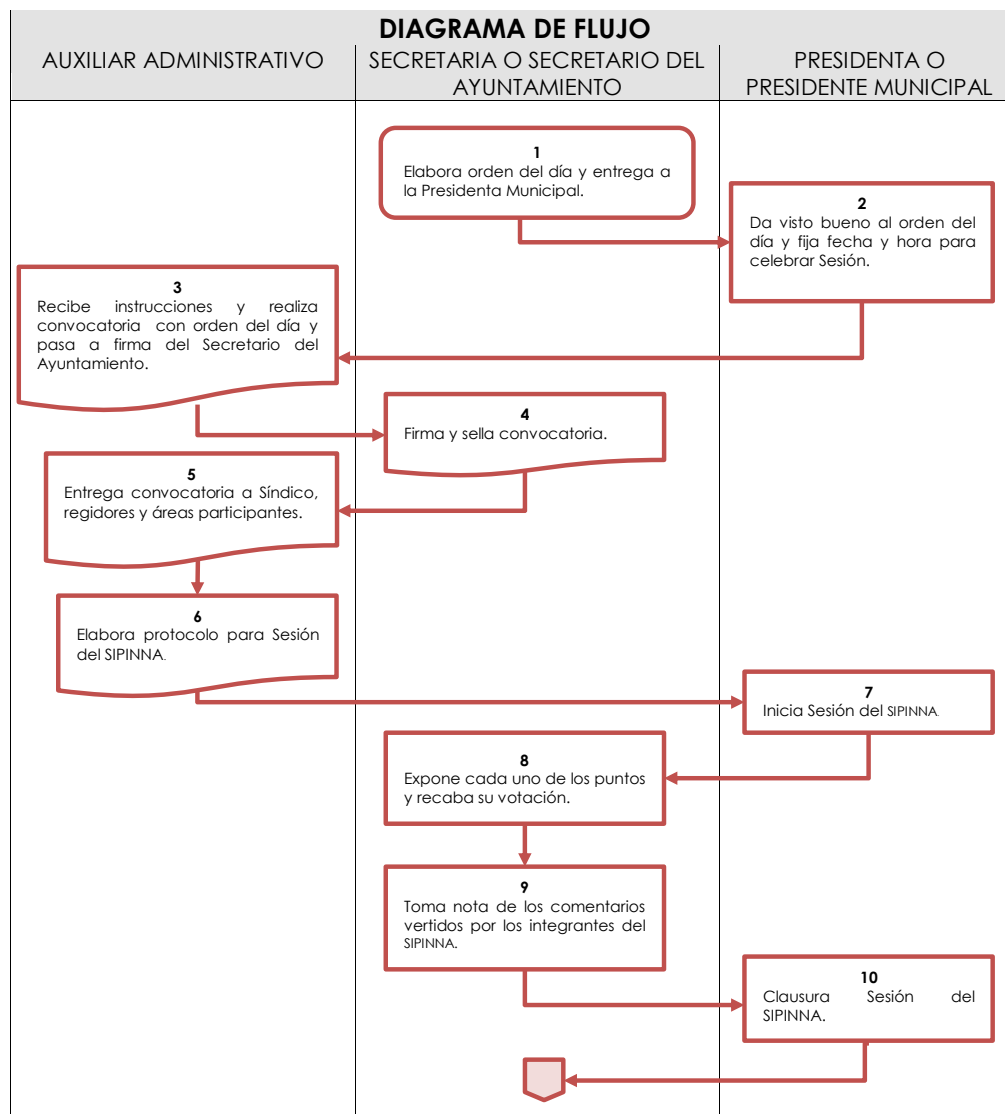 DIAGRAMA DE FLUJO
AUXILIAR ADMINISTRATIVO
SECRETARIA O SECRETARIO DEL
AYUNTAMIENTO
PRESIDENTA O
PRESIDENTE MUNICIPAL
1
Elabora orden del día y entrega a
la Presidenta Municipal.
2
Da visto bueno al orden del
día y fija fecha y hora para
celebrar Sesión.
3
Recibe instrucciones y realiza
convocatoria con orden del día y
pasa a firma del Secretario del
Ayuntamiento.
4
Firma y sella convocatoria.
5
Entrega convocatoria a Síndico,
regidores y áreas participantes.
6
Elabora protocolo para Sesión
del SIPINNA.
7
Inicia Sesión del SIPINNA.
8
Expone cada uno de los puntos
y recaba su votación.
9
Toma nota de los comentarios
vertidos por los integrantes del
SIPINNA.
10
Clausura Sesión del
SIPINNA.